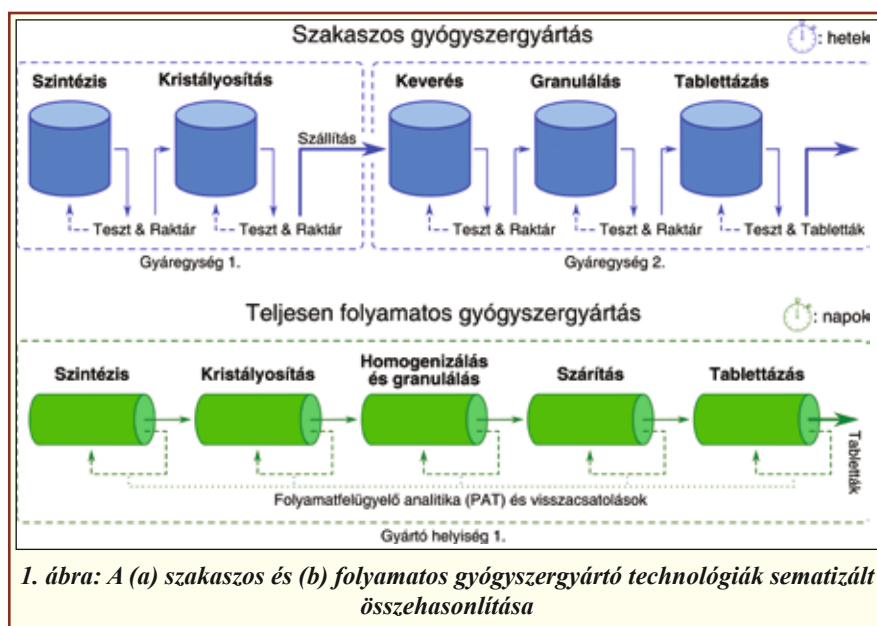 Szakaszos gyógyszergyártás
: hetek
Szintézis
Kristályosítás
Keverés
Granulálás
Tablettázás
Szállítás
Teszt & Raktár
Teszt & Raktár
Teszt & Raktár
Teszt & Raktár
Teszt & Tabletták
Gyáregység 1.
Gyáregység 2.
Teljesen folyamatos gyógyszergyártás
: napok
Szintézis
Kristályosítás
Homogenizálás
és granulálás
Szárítás
Tablettázás
Tabletták
Folyamatfelügyelő analitika (PAT) és visszacsatolások
Gyártó helyiség 1.
1. ábra: A (a) szakaszos és (b) folyamatos gyógyszergyártó technológiák sematizált
összehasonlítása